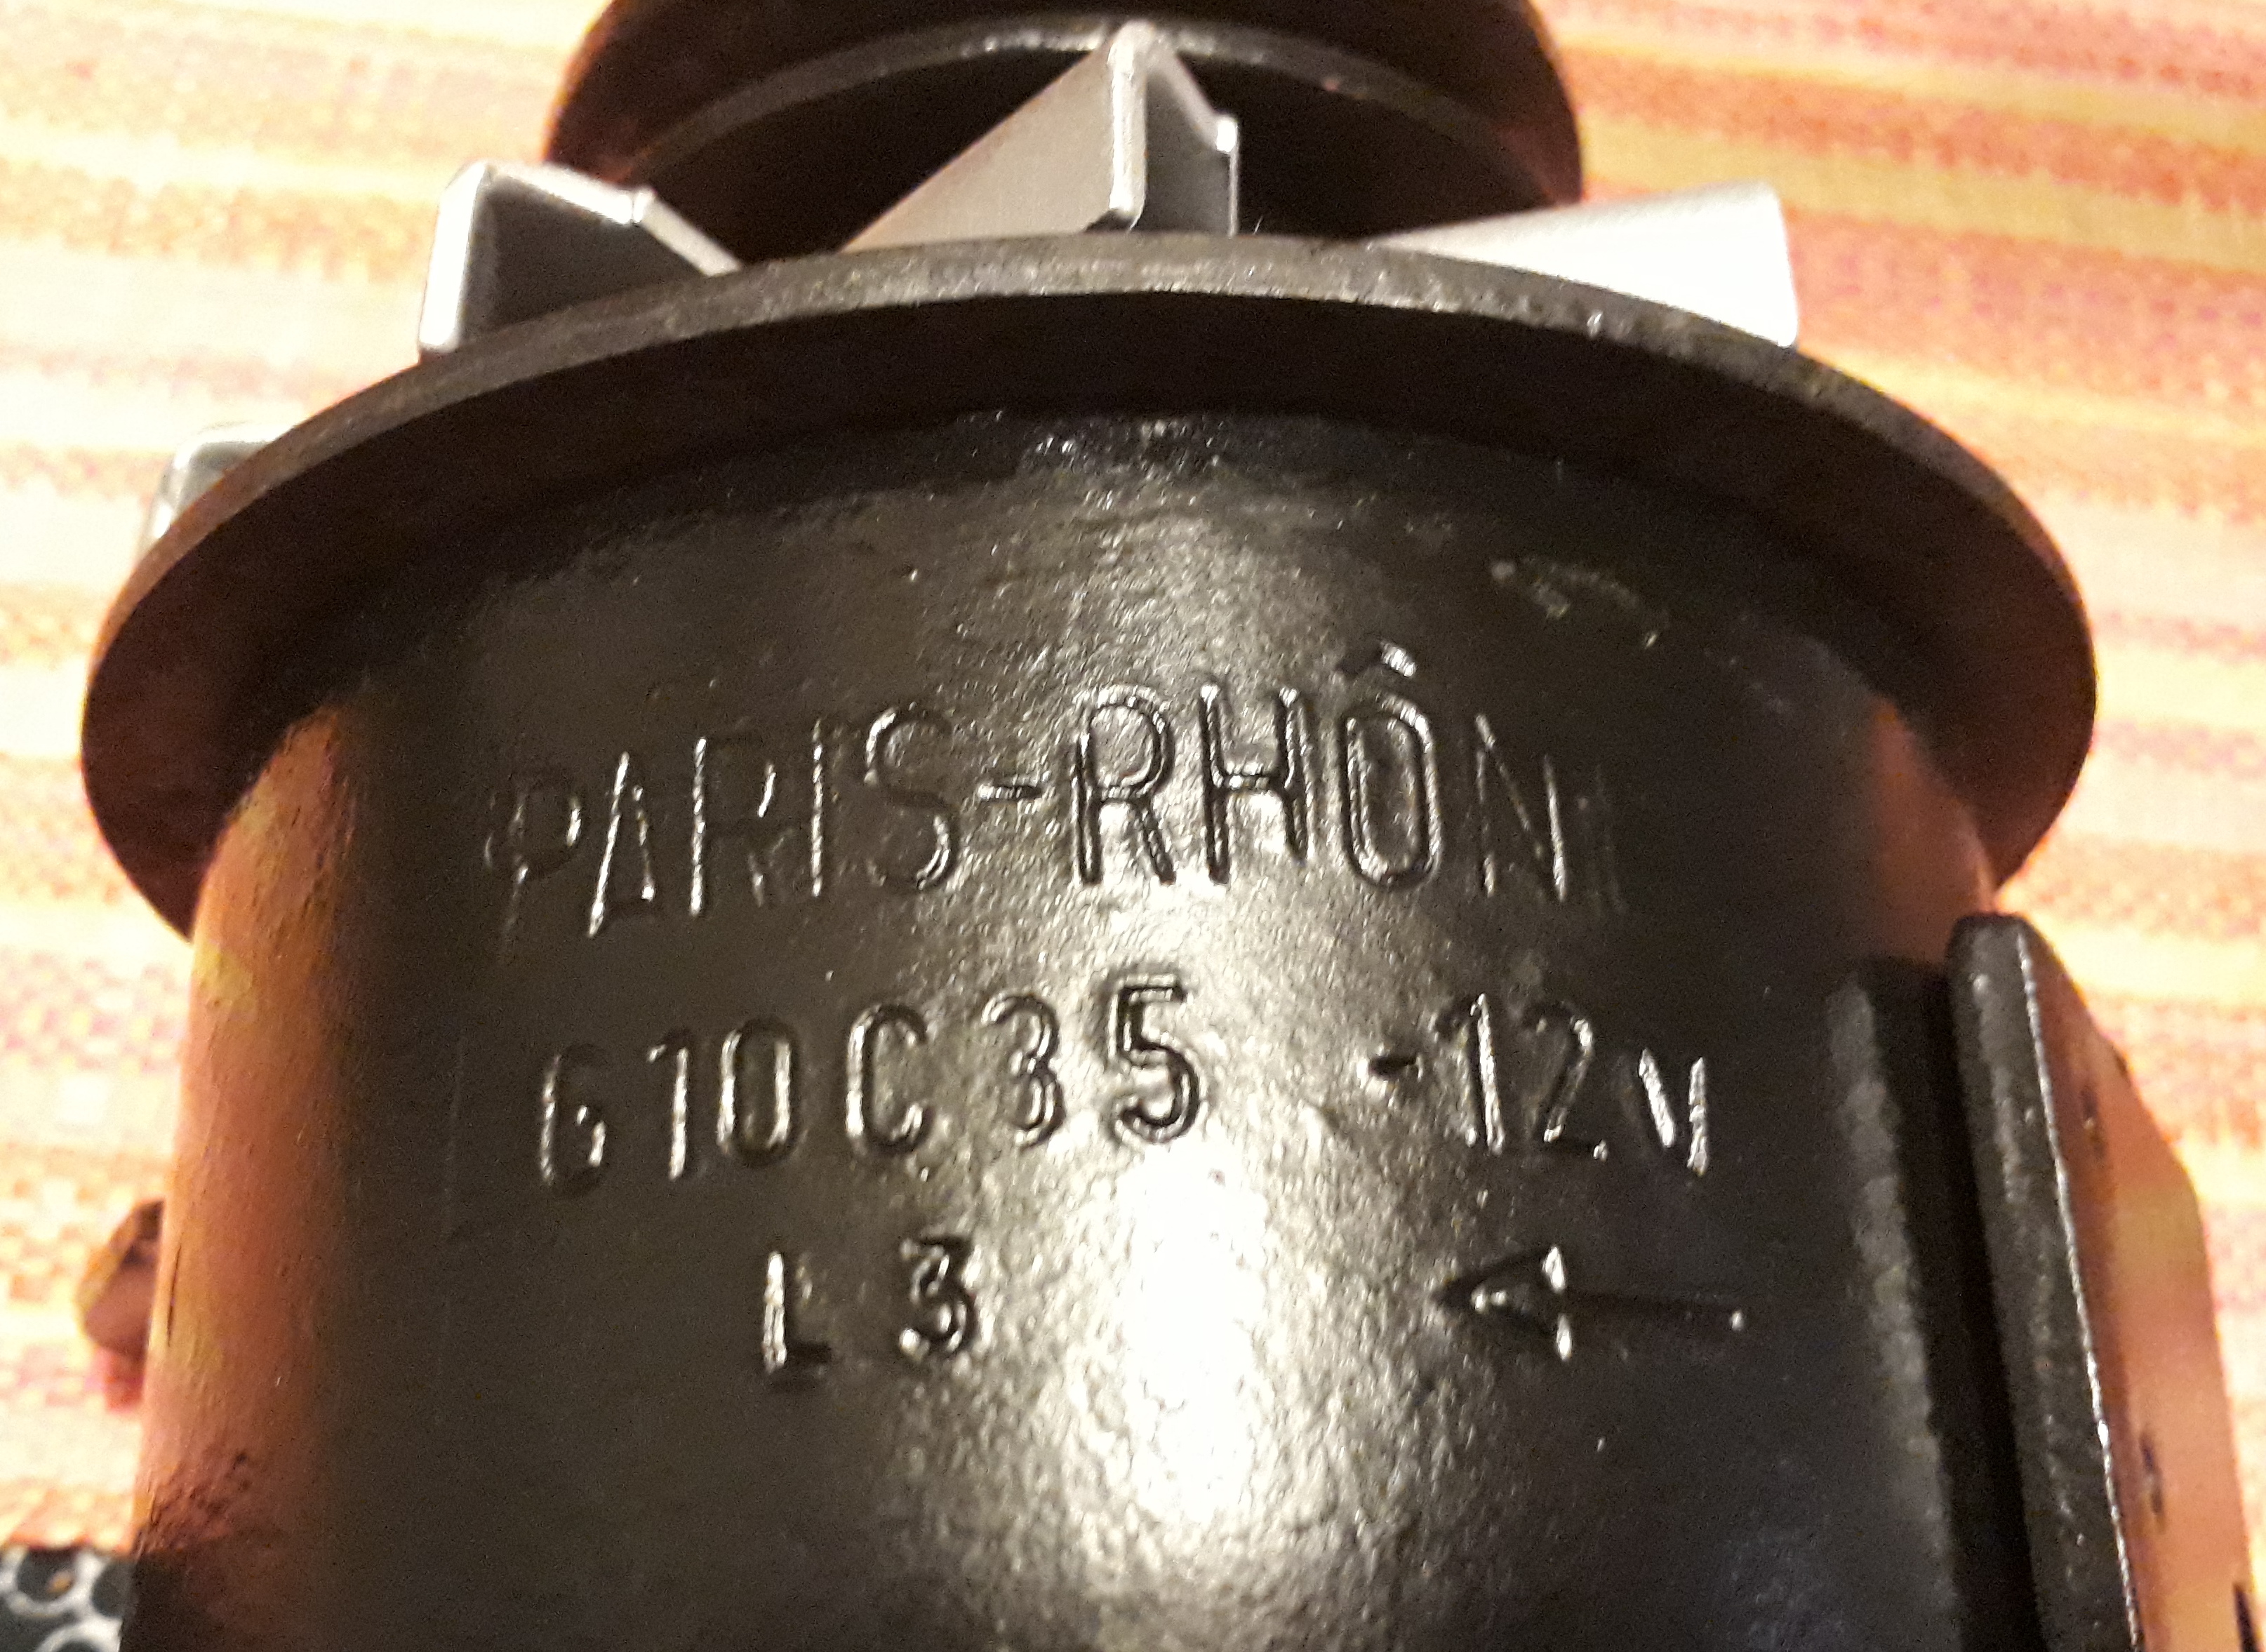 PARIS-RHÔNE
G10C35 -12V
L3 ←